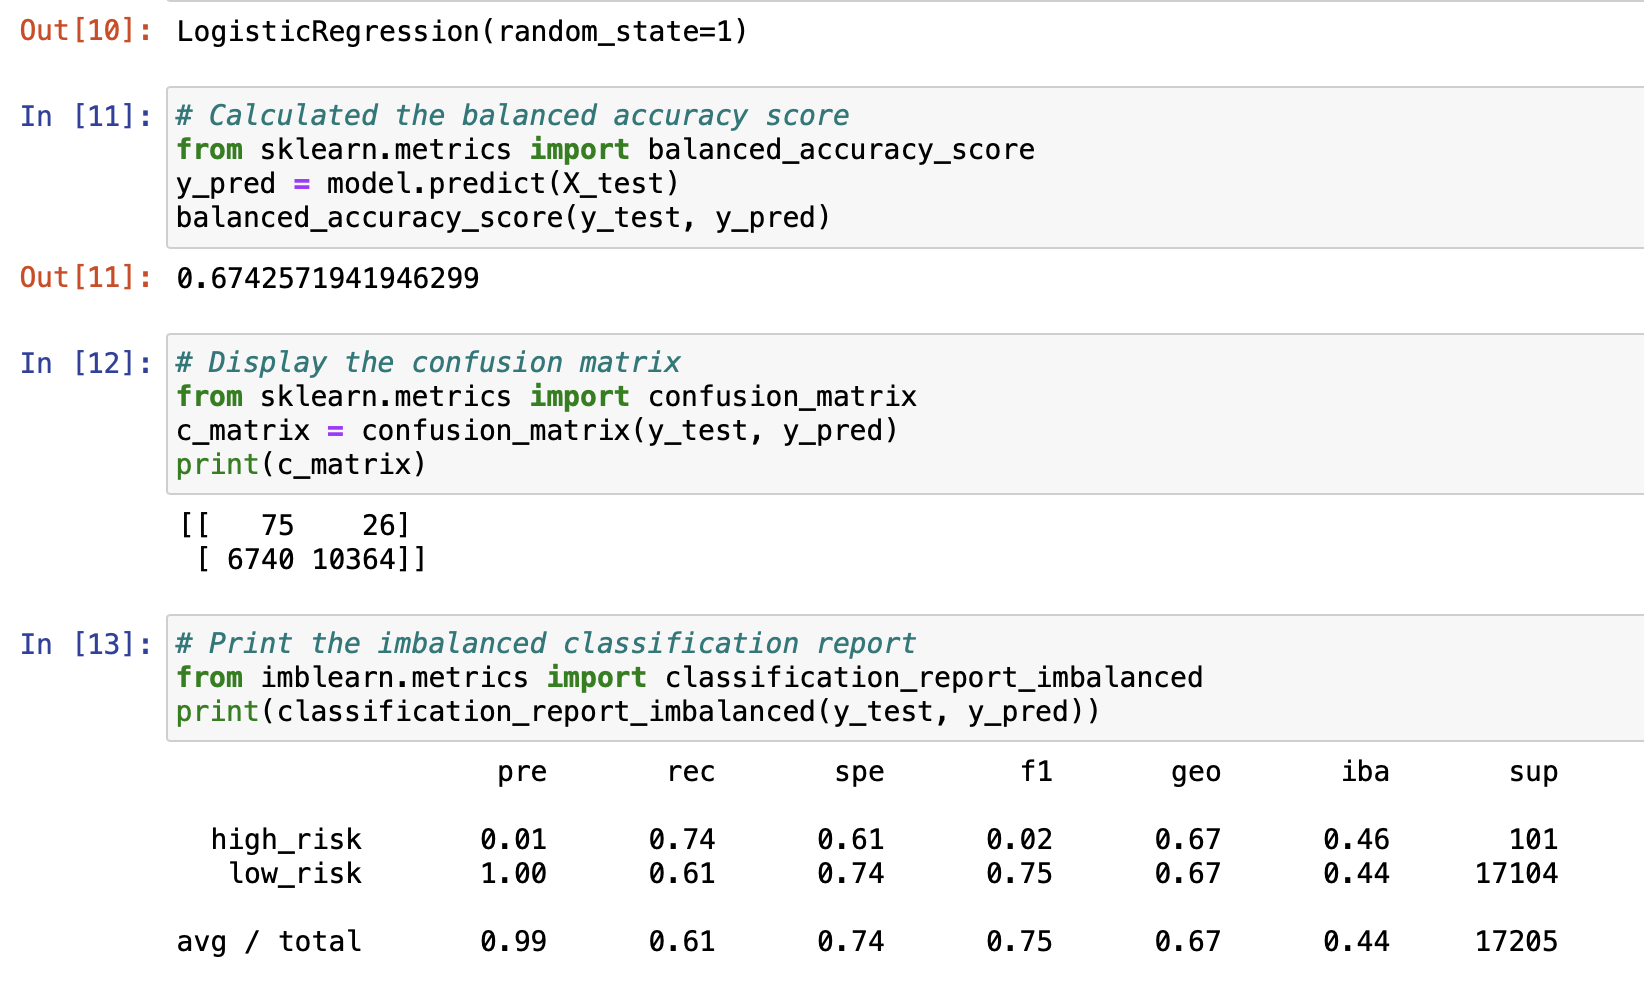 Out[10]: LogisticRegression(random_state=1)
In [11]: # Calculated the balanced accuracy score
from sklearn.metrics import balanced_accuracy_score
y_pred = model.predict(X_test)
balanced_accuracy_score(y_test, y_pred)
Out[11]: 0.6742571941946299
In [12]: # Display the confusion matrix
from sklearn.metrics import confusion_matrix
c_matrix = confusion_matrix(y_test, y_pred)
print(c_matrix)
[[   75    26]
 [ 6740 10364]]
In [13]: # Print the imbalanced classification report
from imblearn.metrics import classification_report_imbalanced
print(classification_report_imbalanced(y_test, y_pred))
pre rec spe f1 geo iba sup
high_risk 0.01 0.74 0.61 0.02 0.67 0.46 101
low_risk 1.00 0.61 0.74 0.75 0.67 0.44 17104
avg / total 0.99 0.61 0.74 0.75 0.67 0.44 17205